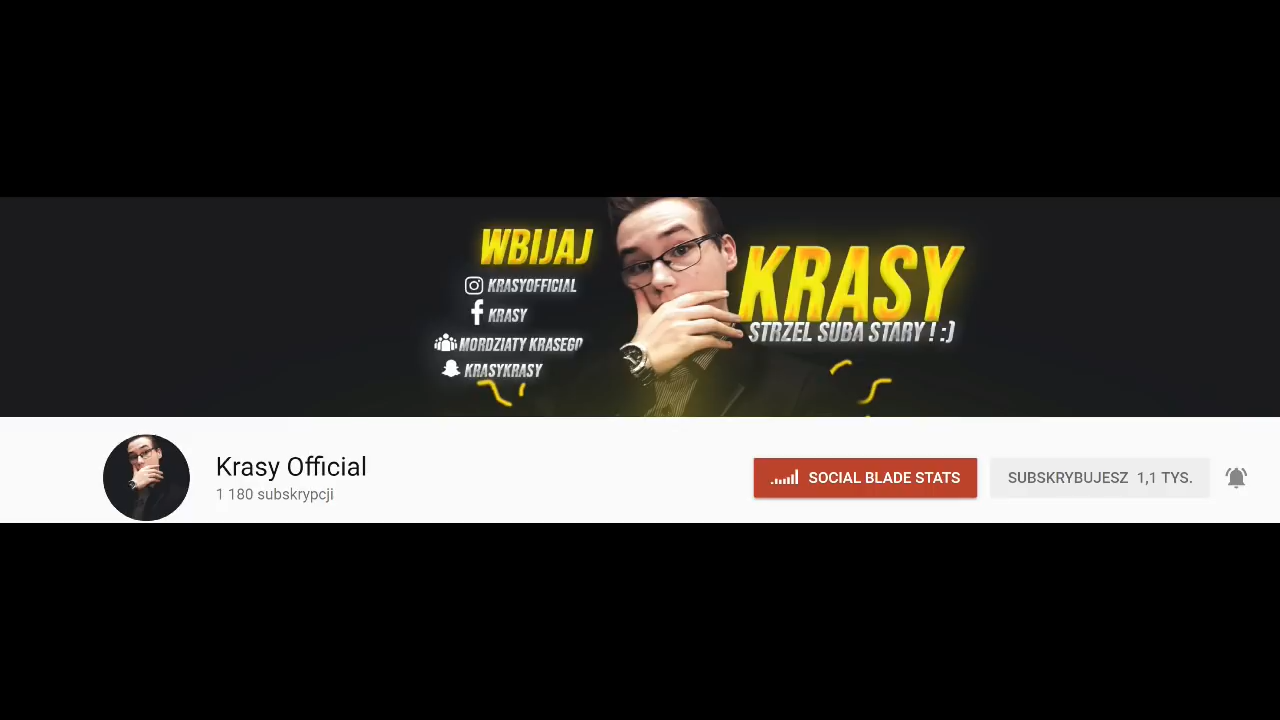 WBIJAJ
KRASYOFFICIAL
KRASY
MORDZIATY KRASEGO
KRASYKRASY
KRASY
STRZEL SUBA STARY ! :)
Krasy Official
1 180 subskrypcji
SOCIAL BLADE STATS
SUBSKRYBUJESZ 1,1 TYS.